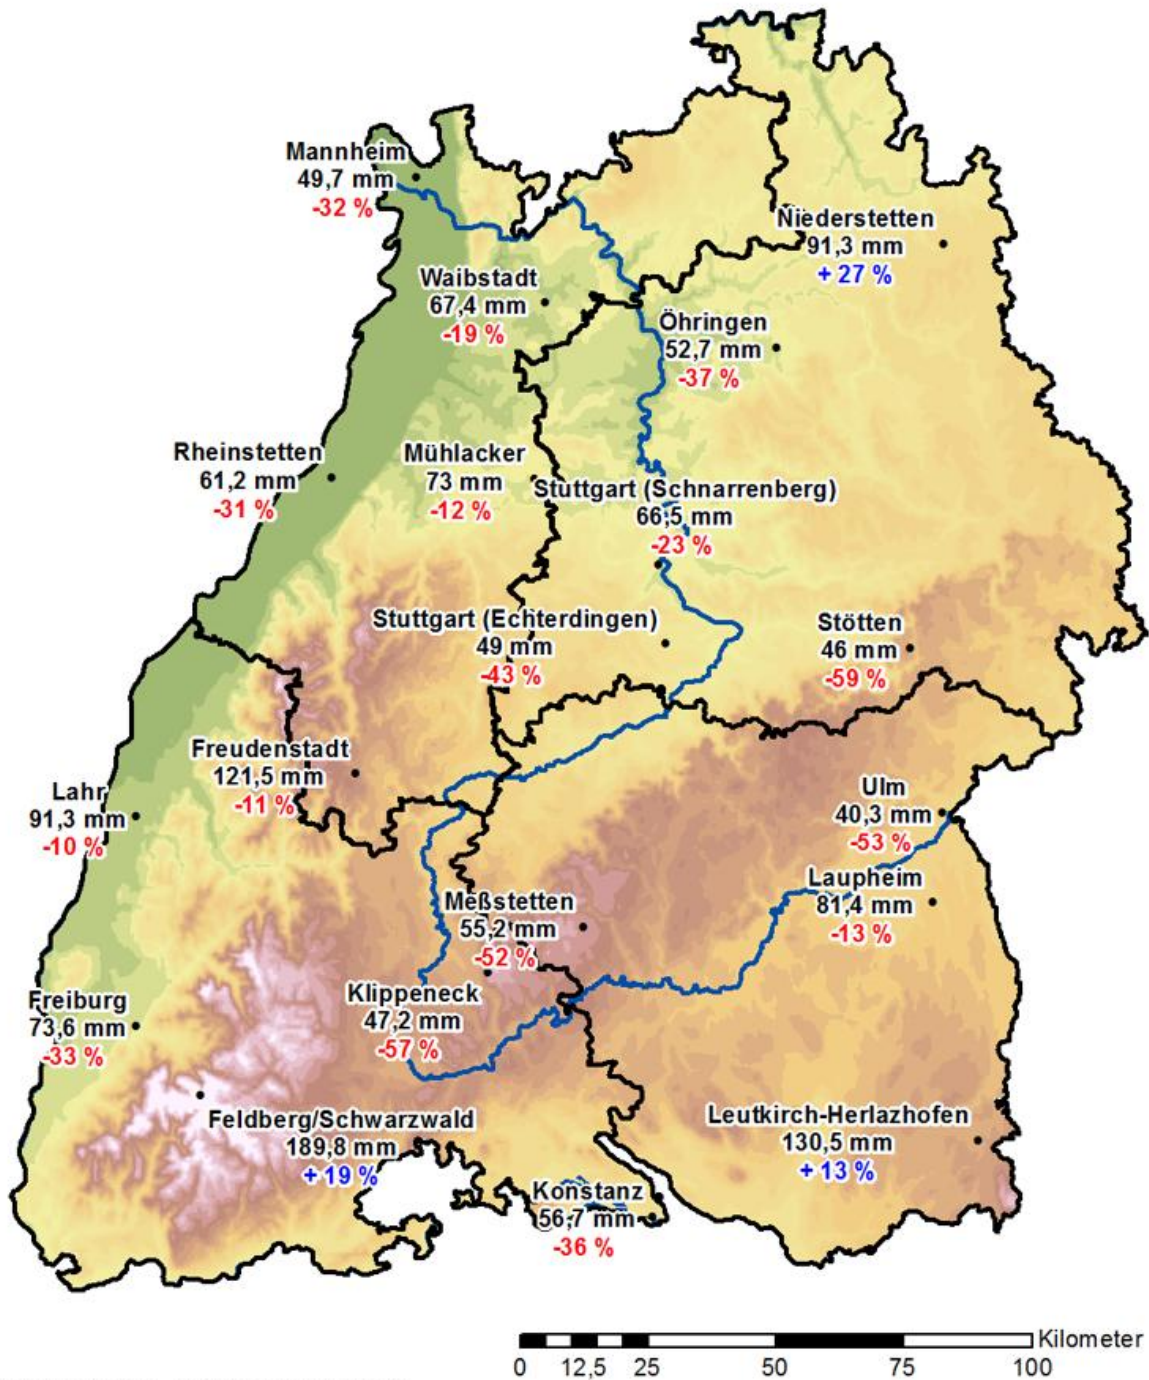 Mannheim
49,7 mm
-32 %
Niederstetten
91,3 mm
+ 27 %
Waibstadt
67,4 mm
-19 %
Öhringen
52,7 mm
-37 %
Rheinstetten
61,2 mm
-31 %
Mühlacker
73 mm
-12 %
Stuttgart (Schnarrenberg)
66,5 mm
-23 %
Stuttgart (Echterdingen)
49 mm
-43 %
Stötten
46 mm
-59 %
Freudenstadt
121,5 mm
-11 %
Lahr
91,3 mm
-10 %
Ulm
40,3 mm
-53 %
Laupheim
81,4 mm
-13 %
Meßstetten
55,2 mm
-52 %
Klippeneck
47,2 mm
-57 %
Freiburg
73,6 mm
-33 %
Feldberg/Schwarzwald
189,8 mm
+ 19 %
Leutkirch-Herlazhofen
130,5 mm
+ 13 %
Konstanz
56,7 mm
-36 %
Kilometer
0 12,5 25 50 75 100